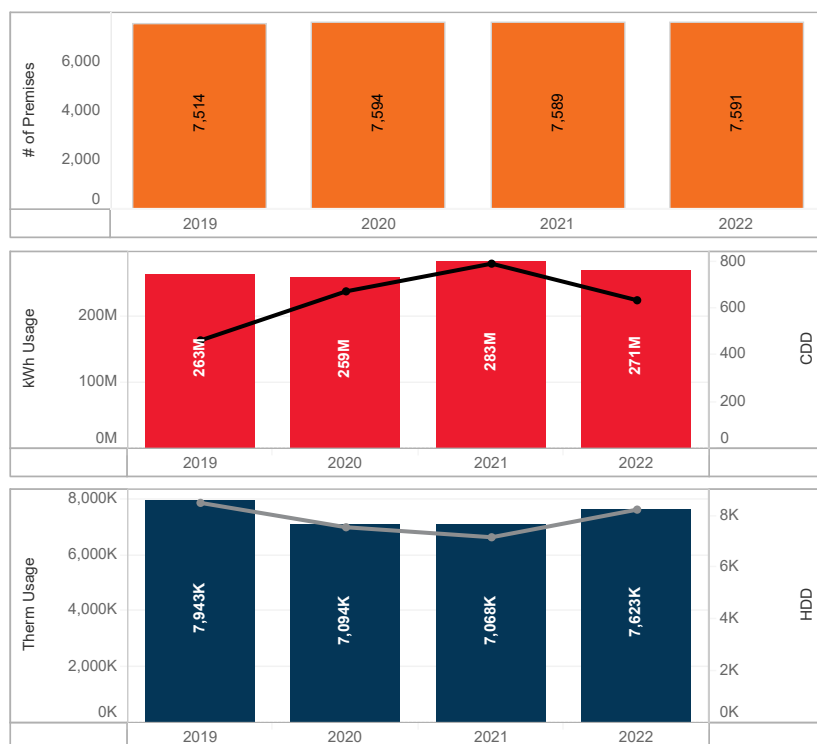 # of Premises
6,000
4,000
2,000
0
7,514
7,594
7,589
7,591
2019
2020
2021
2022
kWh Usage
200M
100M
0M
263M
259M
283M
271M
800
600
400
200
0
CDD
2019
2020
2021
2022
Therm Usage
8,000K
6,000K
4,000K
2,000K
0K
7,943K
7,094K
7,068K
7,623K
8K
6K
4K
2K
0K
HDD
2019
2020
2021
2022